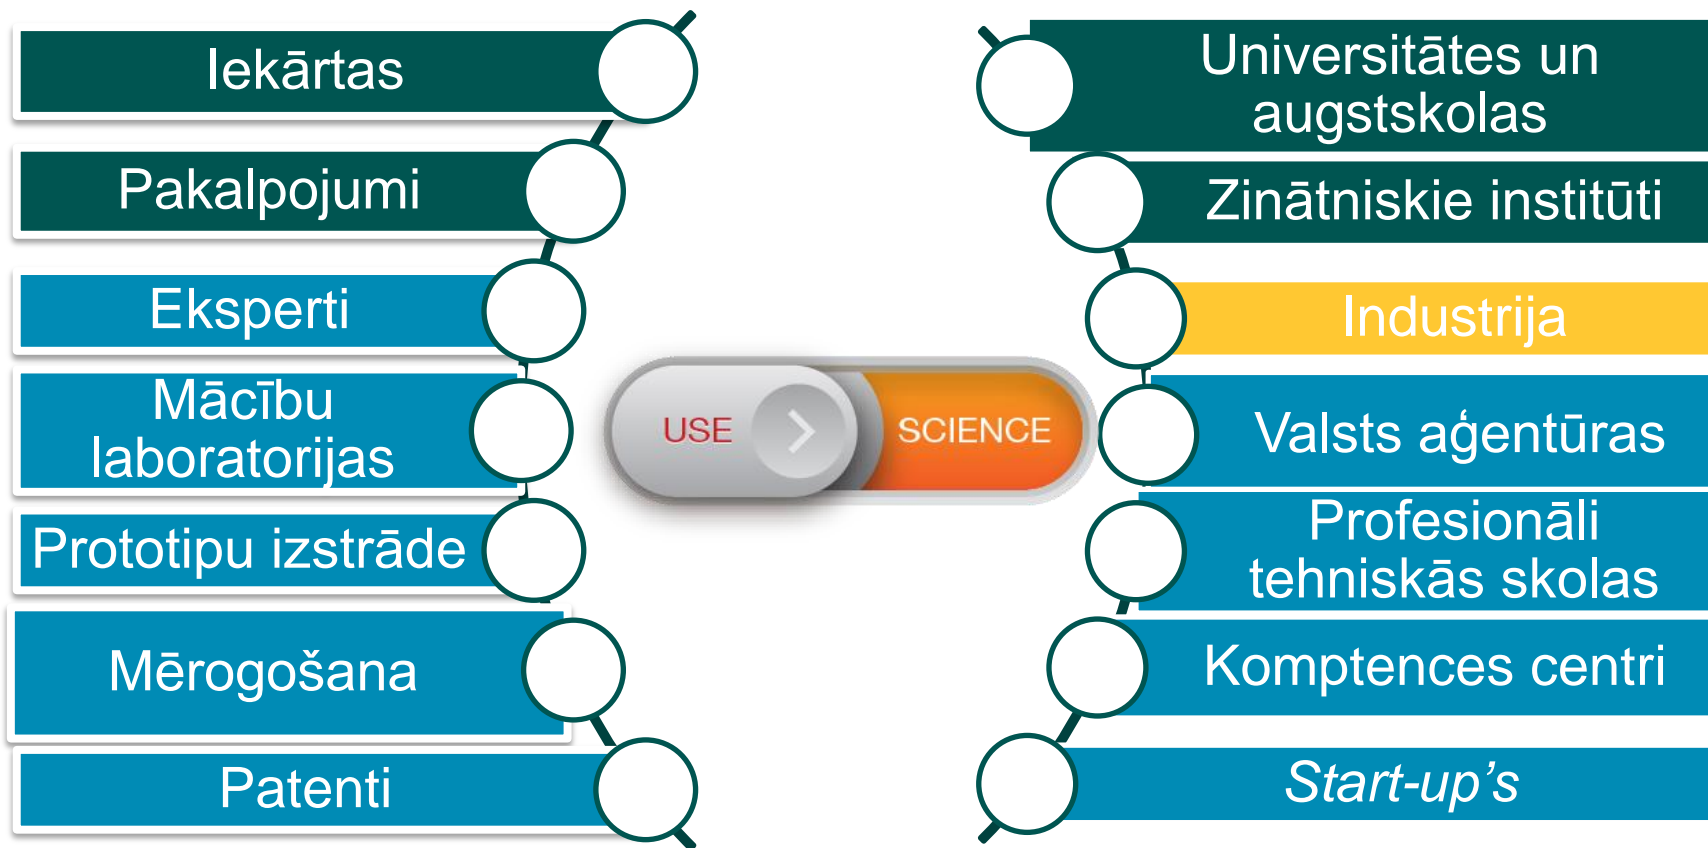 Iekārtas
Pakalpojumi
Eksperti
Mācību
laboratorijas
Prototipu izstrāde
Mērogošana
Patenti
USE
SCIENCE
Universitātes un
augstskolas
Zinātniskie institūti
Industrija
Valsts aģentūras
Profesionāli
tehniskās skolas
Komptences centri
Start-up’s